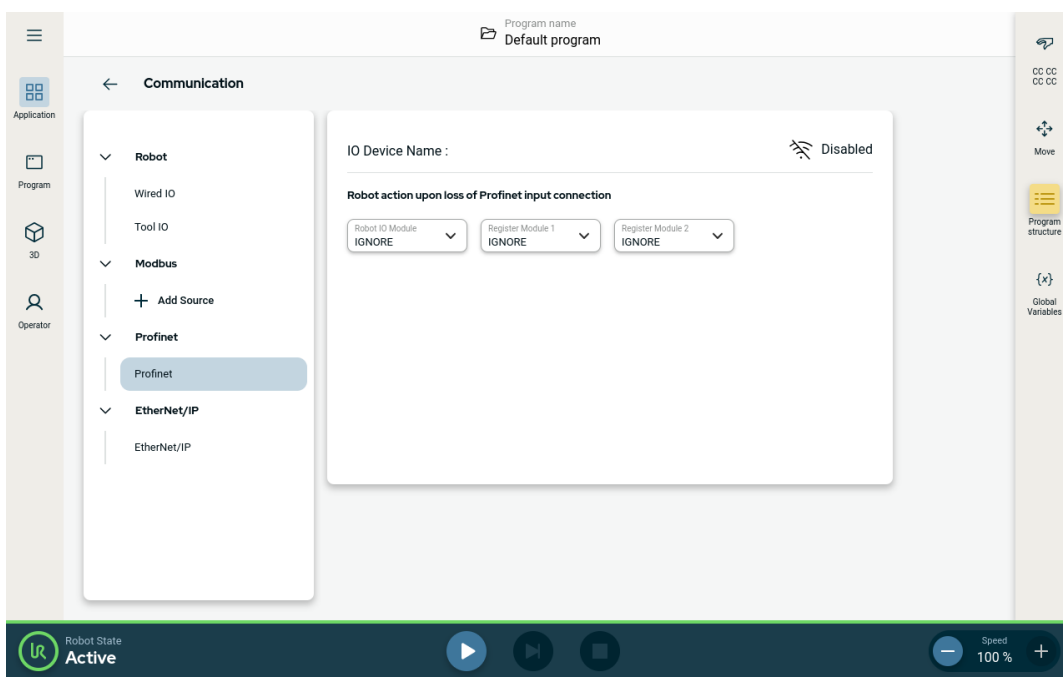 Program name
Default program
Communication
Application
Program
3D
Operator
Robot
Wired IO
Tool IO
Modbus
Add Source
Profinet
Profinet
EtherNet/IP
EtherNet/IP
IO Device Name :
Disabled
Robot action upon loss of Profinet input connection
Robot IO Module
IGNORE
Register Module 1
IGNORE
Register Module 2
IGNORE
CC CC
CC CC
Move
Program
structure
{x}
Global
Variables
UR
Robot State
Active
Speed
100 %